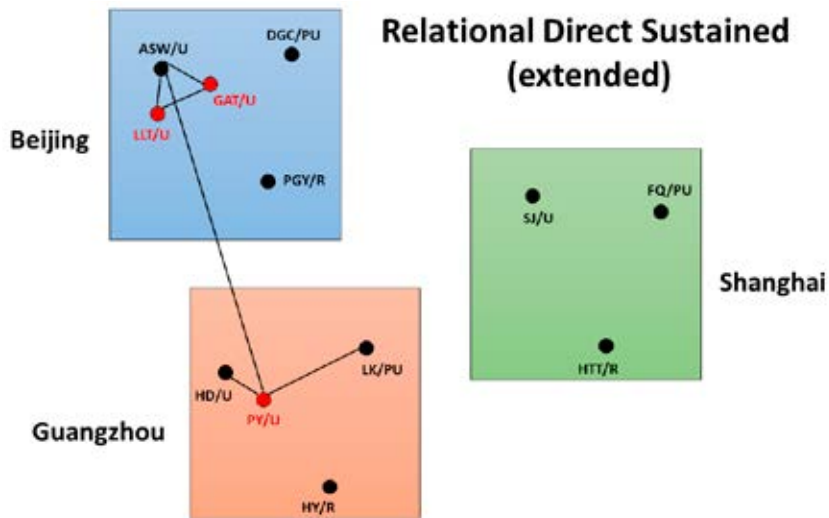 Relational Direct Sustained
(extended)
Beijing
ASW/U
DGC/PU
GAT/U
LLT/U
PGY/R
Shanghai
SJ/U
FQ/PU
HTT/R
Guangzhou
HD/U
LK/PU
PY/U
HY/R